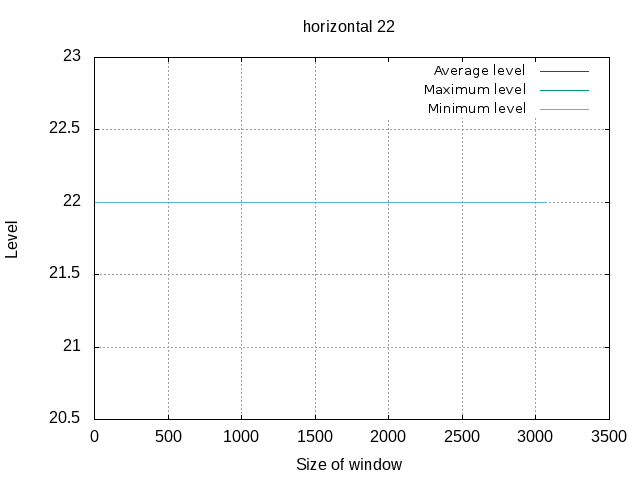 horizontal 22
23
22.5
22
21.5
21
20.5
Level
Average level
Maximum level
Minimum level
0 500 1000 1500 2000 2500 3000 3500
Size of window